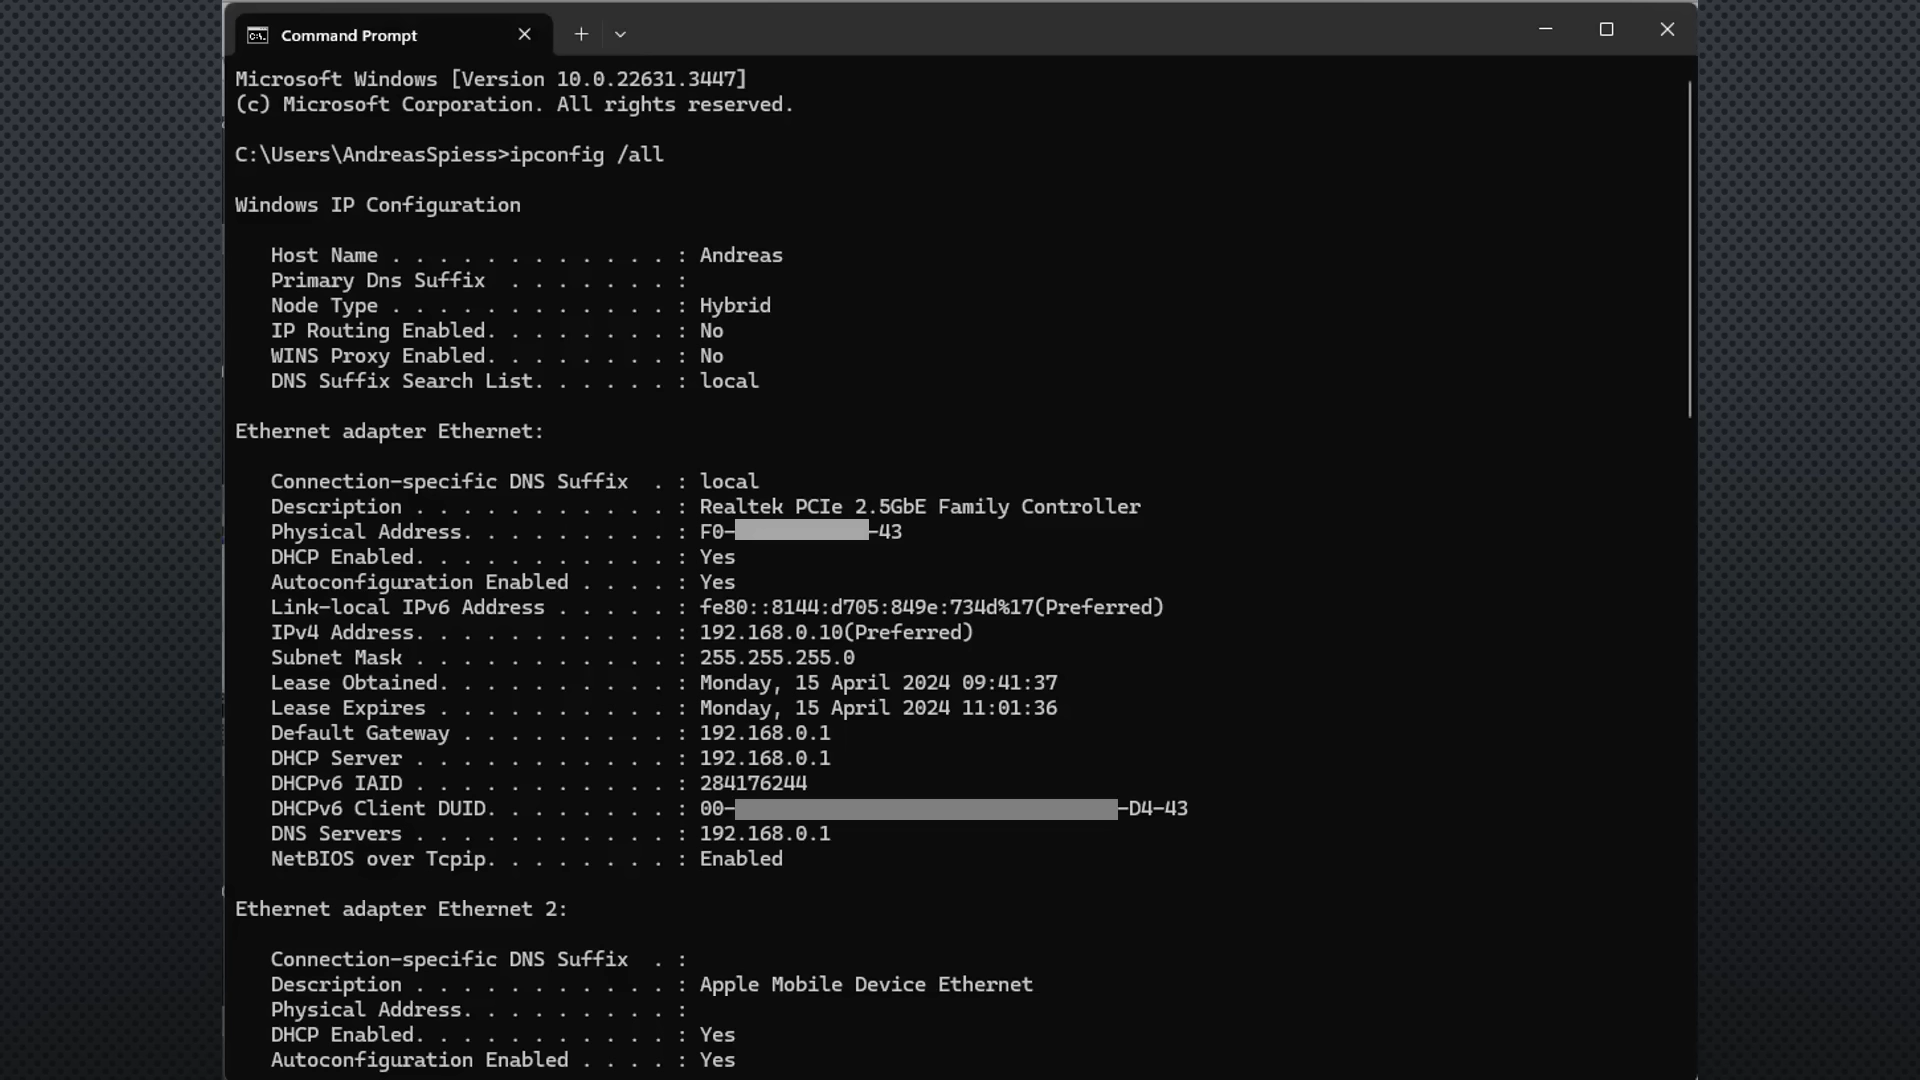 Command Prompt
Microsoft Windows [Version 10.0.22631.3447]
(c) Microsoft Corporation. All rights reserved.
C:\Users\AndreasSpiess>ipconfig /all
Windows IP Configuration
Host Name . . . . . . . . . . . . : Andreas
Primary Dns Suffix  . . . . . . . :
Node Type . . . . . . . . . . . . : Hybrid
IP Routing Enabled. . . . . . . . : No
WINS Proxy Enabled. . . . . . . . : No
DNS Suffix Search List. . . . . . : local
Ethernet adapter Ethernet:
Connection-specific DNS Suffix  . : local
Description . . . . . . . . . . . : Realtek PCIe 2.5GbE Family Controller
Physical Address. . . . . . . . . : F0- -43
DHCP Enabled. . . . . . . . . . . : Yes
Autoconfiguration Enabled . . . . : Yes
Link-local IPv6 Address . . . . . : fe80::8144:d705:849e:734d%17(Preferred)
IPv4 Address. . . . . . . . . . . : 192.168.0.10(Preferred)
Subnet Mask . . . . . . . . . . . : 255.255.255.0
Lease Obtained. . . . . . . . . . : Monday, 15 April 2024 09:41:37
Lease Expires . . . . . . . . . . : Monday, 15 April 2024 11:01:36
Default Gateway . . . . . . . . . : 192.168.0.1
DHCP Server . . . . . . . . . . . : 192.168.0.1
DHCPv6 IAID . . . . . . . . . . . : 284176244
DHCPv6 Client DUID. . . . . . . . : 00- -D4-43
DNS Servers . . . . . . . . . . . : 192.168.0.1
NetBIOS over Tcpip. . . . . . . . : Enabled
Ethernet adapter Ethernet 2:
Connection-specific DNS Suffix  . :
Description . . . . . . . . . . . : Apple Mobile Device Ethernet
Physical Address. . . . . . . . . :
DHCP Enabled. . . . . . . . . . . : Yes
Autoconfiguration Enabled . . . . : Yes